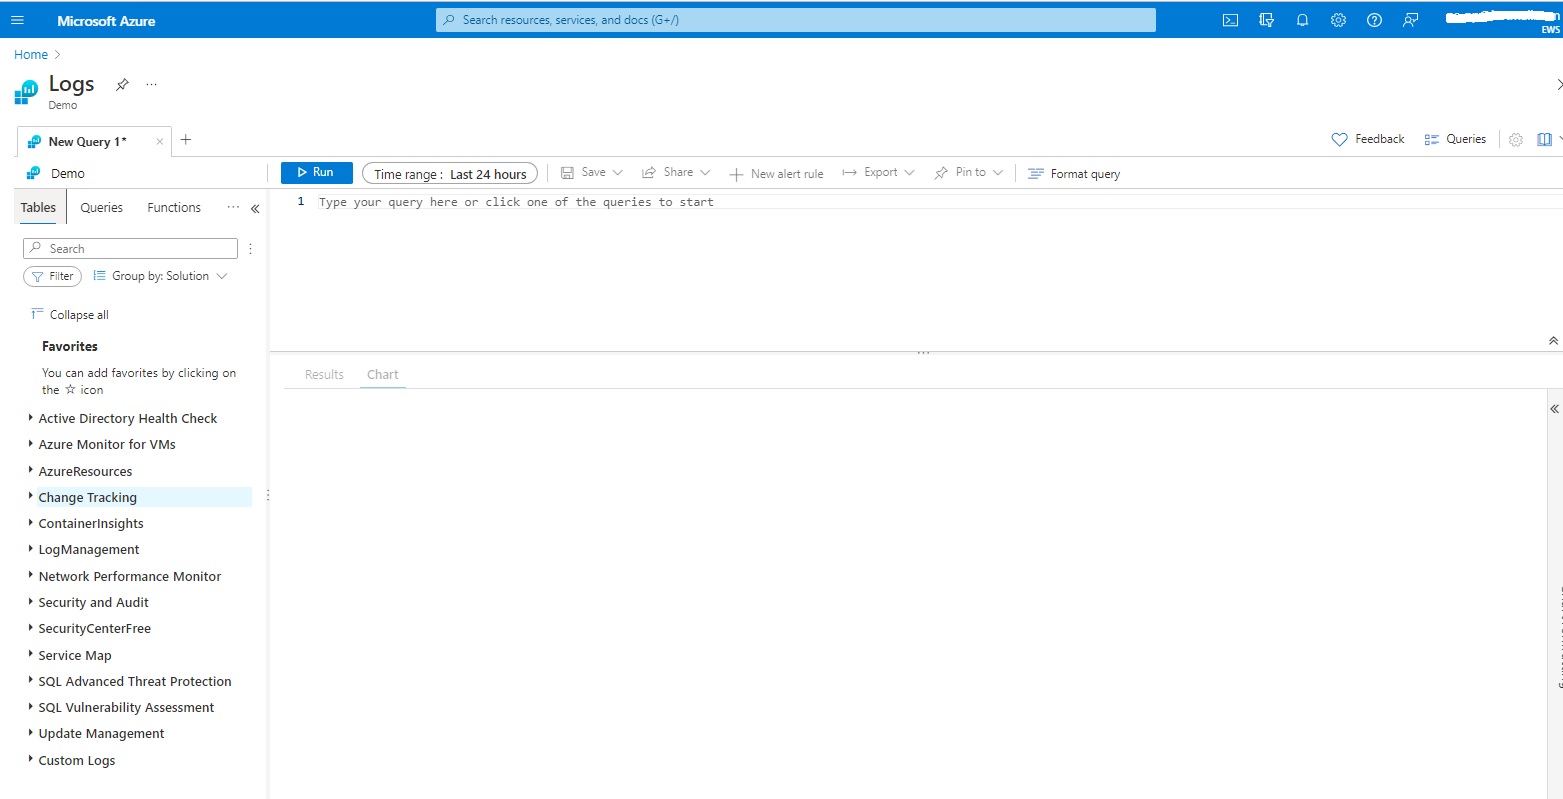 Microsoft Azure
Search resources, services, and docs (G+/)
EWS
Home
Logs
Demo
New Query 1*
Feedback
Queries
Demo
Run
Time range : Last 24 hours
Save
Share
New alert rule
Export
Pin to
Format query
Tables
Queries
Functions
1 Type your query here or click one of the queries to start
Search
Filter
Group by: Solution
Collapse all
Favorites
You can add favorites by clicking on
the ☆ icon
Results
Chart
Active Directory Health Check
Azure Monitor for VMs
AzureResources
Change Tracking
ContainerInsights
LogManagement
Network Performance Monitor
Security and Audit
SecurityCenterFree
Service Map
SQL Advanced Threat Protection
SQL Vulnerability Assessment
Update Management
Custom Logs